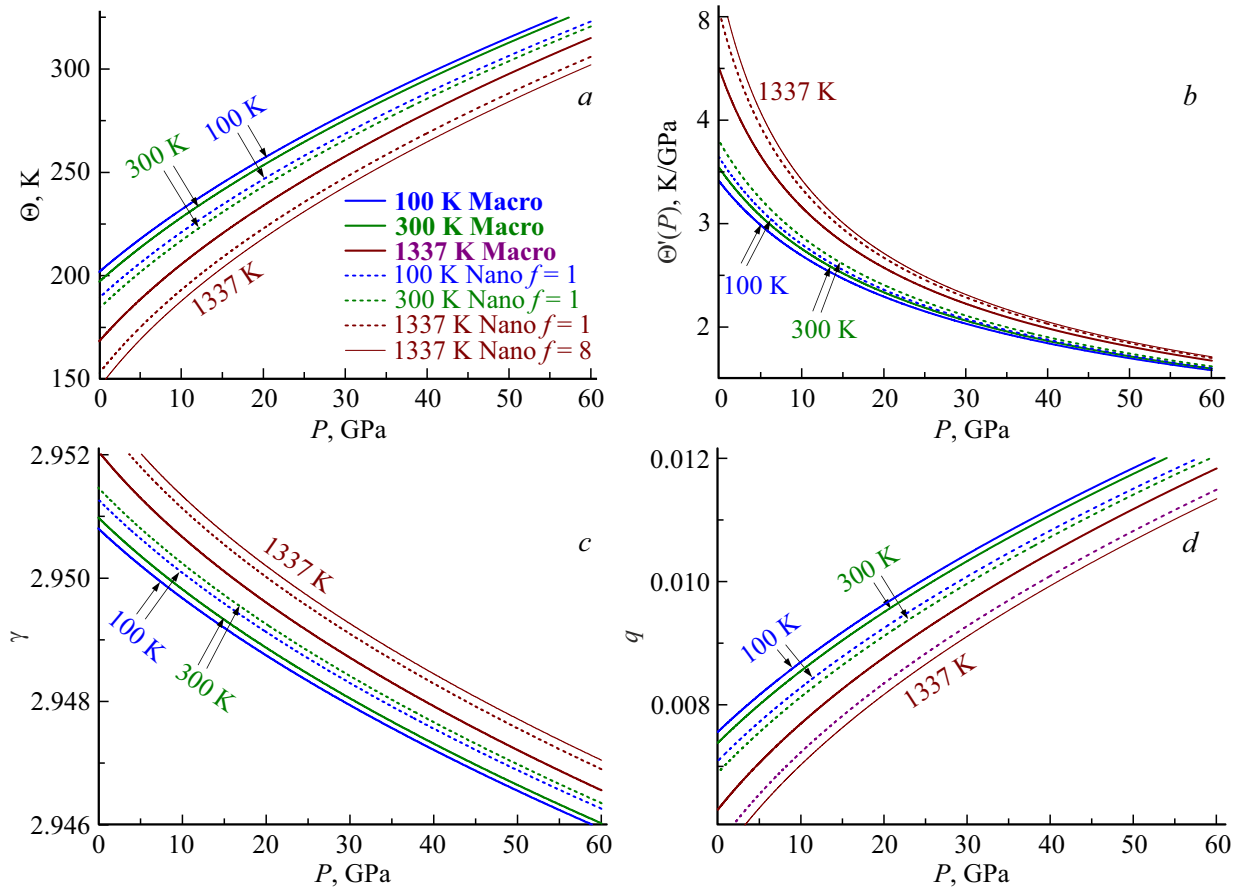 a
Θ, K
300
250
200
150
100 K
300 K
1337 K
100 K Macro
300 K Macro
1337 K Macro
100 K Nano f = 1
300 K Nano f = 1
1337 K Nano f = 1
1337 K Nano f = 8
0 10 20 30 40 50 60
P, GPa
b
Θ'(P), K/GPa
8
4
3
2
1337 K
100 K
300 K
0 10 20 30 40 50 60
P, GPa
c
γ
2.952
2.950
2.948
2.946
1337 K
100 K
300 K
0 10 20 30 40 50 60
P, GPa
d
q
0.012
0.010
0.008
300 K
100 K
1337 K
0 10 20 30 40 50 60
P, GPa